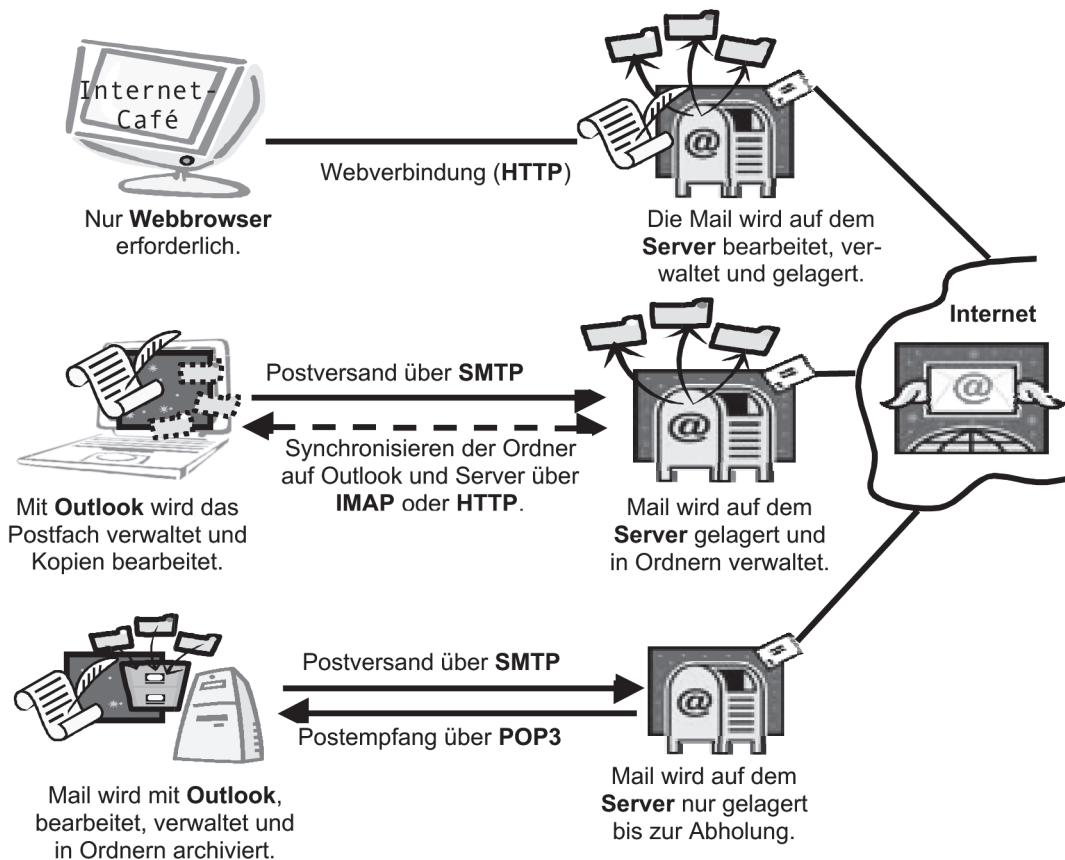 Internet-
Café
Webverbindung (HTTP)
Nur Webbrowser
erforderlich.
@
Die Mail wird auf dem
Server bearbeitet, ver-
waltet und gelagert.
Internet
@
Postversand über SMTP
Synchronisieren der Ordner
auf Outlook und Server über
IMAP oder HTTP.
@
Mit Outlook wird das
Postfach verwaltet und
Kopien bearbeitet.
Mail wird auf dem
Server gelagert und
in Ordnern verwaltet.
Postversand über SMTP
Postempfang über POP3
@
Mail wird mit Outlook,
bearbeitet, verwaltet und
in Ordnern archiviert.
Mail wird auf dem
Server nur gelagert
bis zur Abholung.